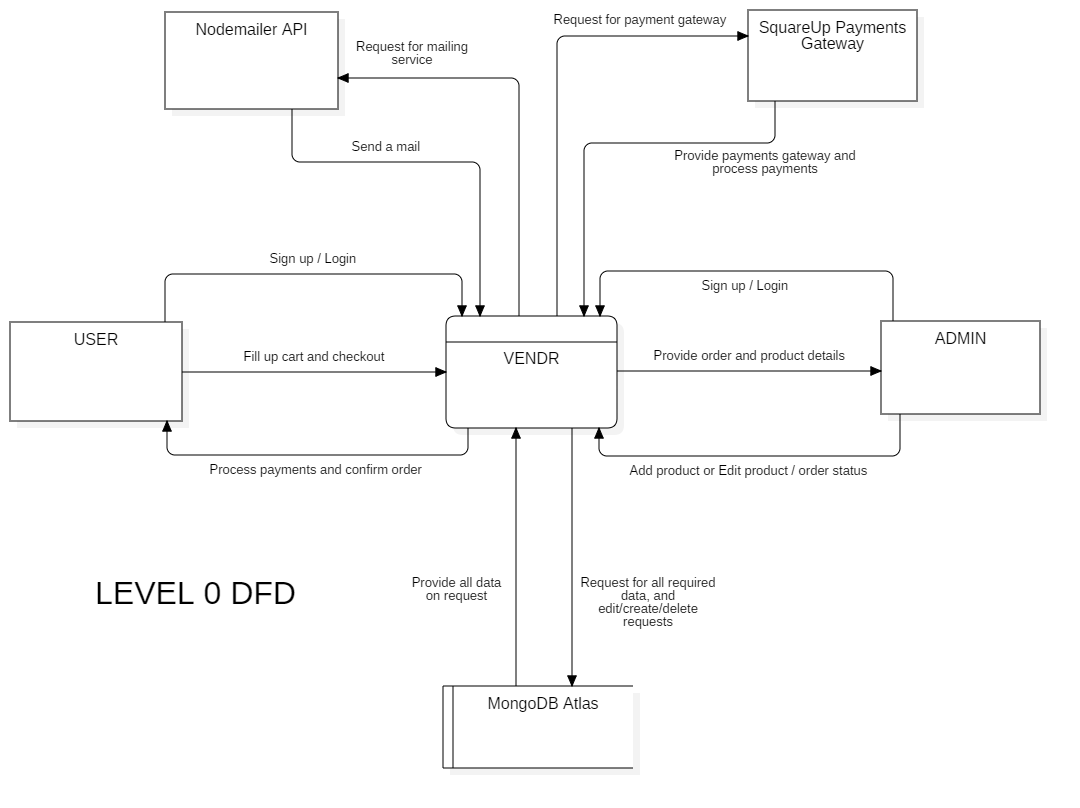 Nodemailer API
Request for mailing
service
Request for payment gateway
SquareUp Payments
Gateway
Send a mail
Provide payments gateway and
process payments
Sign up / Login
Sign up / Login
USER
Fill up cart and checkout
VENDR
Provide order and product details
ADMIN
Process payments and confirm order
Add product or Edit product / order status
LEVEL 0 DFD
Provide all data
on request
Request for all required
data, and
edit/create/delete
requests
MongoDB Atlas